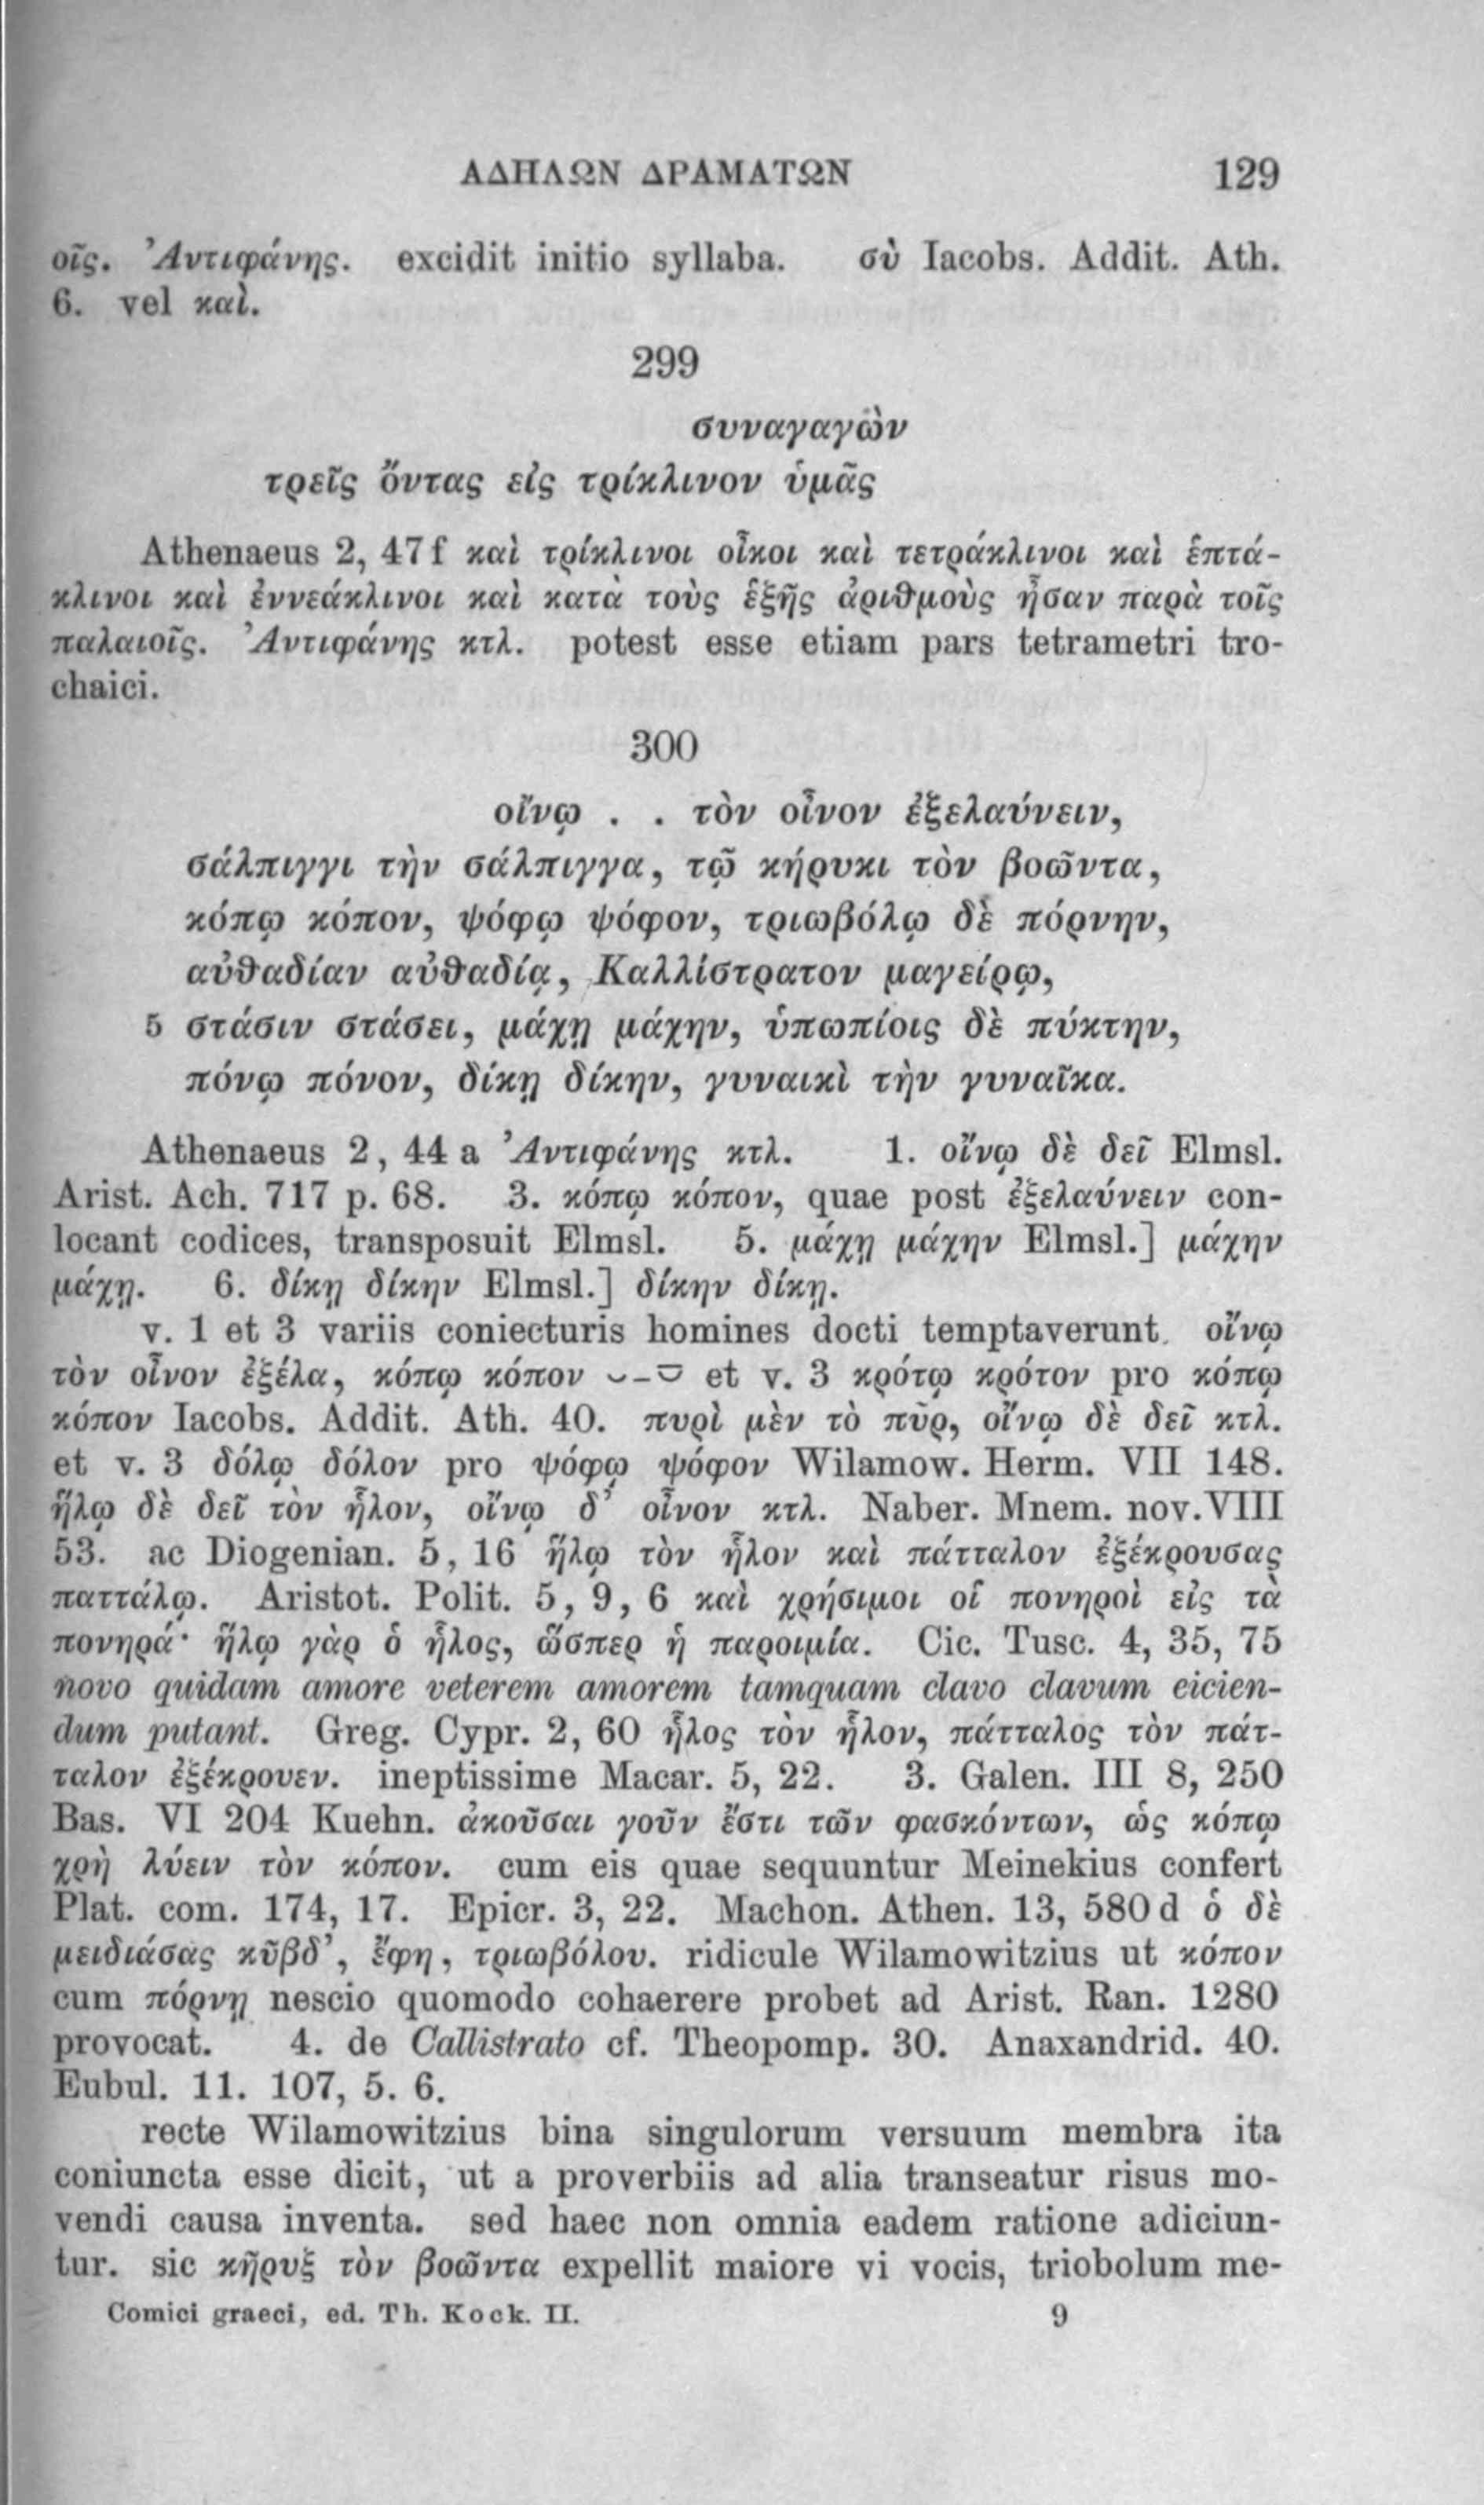 ΑΔΗΛΩΝ ΔΡΑΜΑΤΩΝ 129
οἷς. Ἀντιφάνης. excidit initio syllaba. σὺ Iacobs. Addit. Ath.
6. vel καὶ.
299
συναγαγὼν
τρεῖς ὄντας εἰς τρίκλινον ὑμᾶς
Athenaeus 2, 47 f καὶ τρίκλινοι οἶκοι καὶ τετράκλινοι καὶ ἑπτά-
κλινοι καὶ ἐννεάκλινοι καὶ κατὰ τοὺς ἑξῆς ἀριθμοὺς ἦσαν παρὰ τοῖς
παλαιοῖς. Ἀντιφάνης κτλ. potest esse etiam pars tetrametri tro-
chaici.
300
οἴνῳ . . τὸν οἶνον ἐξελαύνειν,
σάλπιγγι τὴν σάλπιγγα, τῷ κήρυκι τὸν βοῶντα,
κόπῳ κόπον, ψόφῳ ψόφον, τριωβόλῳ δὲ πόρνην,
αὐθαδίαν αὐθαδίᾳ, Καλλίστρατον μαγείρῳ,
5 στάσιν στάσει, μάχῃ μάχην, ὑπωπίοις δὲ πύκτην,
πόνῳ πόνον, δίκῃ δίκην, γυναικὶ τὴν γυναῖκα.
Athenaeus 2, 44 a Ἀντιφάνης κτλ. 1. οἴνῳ δὲ δεῖ Elmsl.
Arist. Ach. 717 p. 68. 3. κόπῳ κόπον, quae post ἐξελαύνειν con-
locant codices, transposuit Elmsl. 5. μάχῃ μάχην Elmsl.] μάχην
μάχῃ. 6. δίκῃ δίκην Elmsl.] δίκην δίκῃ.
v. 1 et 3 variis coniecturis homines docti temptaverunt. οἴνῳ
τὸν οἶνον ἐξέλα, κόπῳ κόπον ⏑–⏓ et v. 3 κρότῳ κρότον pro κόπῳ
κόπον Iacobs. Addit. Ath. 40. πυρὶ μὲν τὸ πῦρ, οἴνῳ δὲ δεῖ κτλ.
et v. 3 δόλῳ δόλον pro ψόφῳ ψόφον Wilamow. Herm. VII 148.
ἥλῳ δὲ δεῖ τὸν ἧλον, οἴνῳ δ’ οἶνον κτλ. Naber. Mnem. nov. VIII
53. ac Diogenian. 5, 16 ἥλῳ τὸν ἧλον καὶ πάτταλον ἐξέκρουσας
παττάλῳ. Aristot. Polit. 5, 9, 6 καὶ χρήσιμοι οἱ πονηροὶ εἰς τὰ
πονηρά· ἥλῳ γὰρ ὁ ἧλος, ὥσπερ ἡ παροιμία. Cic. Tusc. 4, 35, 75
novo quidam amore veterem amorem tamquam clavo clavum eicien-
dum putant. Greg. Cypr. 2, 60 ἧλος τὸν ἧλον, πάτταλος τὸν πάτ-
ταλον ἐξέκρουεν. ineptissime Macar. 5, 22. 3. Galen. III 8, 250
Bas. VI 204 Kuehn. ἀκοῦσαι γοῦν ἔστι τῶν φασκόντων, ὡς κόπῳ
χρὴ λύειν τὸν κόπον. cum eis quae sequuntur Meinekius confert
Plat. com. 174, 17. Epicr. 3, 22. Machon. Athen. 13, 580 d ὁ δὲ
μειδιάσας κῦβδ’, ἔφη, τριωβόλου. ridicule Wilamowitzius ut κόπον
cum πόρνῃ nescio quomodo cohaerere probet ad Arist. Ran. 1280
provocat. 4. de Callistrato cf. Theopomp. 30. Anaxandrid. 40.
Eubul. 11. 107, 5. 6.
recte Wilamowitzius bina singulorum versuum membra ita
coniuncta esse dicit, ut a proverbiis ad alia transeatur risus mo-
vendi causa inventa. sed haec non omnia eadem ratione adiciun-
tur. sic κῆρυξ τὸν βοῶντα expellit maiore vi vocis, triobolum me-
Comici graeci, ed. Th. Kock. II. 9